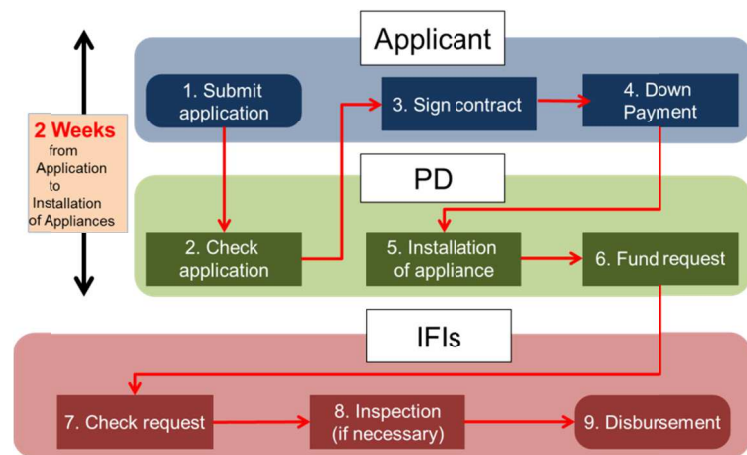 Applicant
1. Submit
application
3. Sign contract
4. Down
Payment
2 Weeks
from
Application
to
Installation
of Appliances
PD
2. Check
application
5. Installation
of appliance
6. Fund request
IFIs
7. Check request
8. Inspection
(if necessary)
9. Disbursement